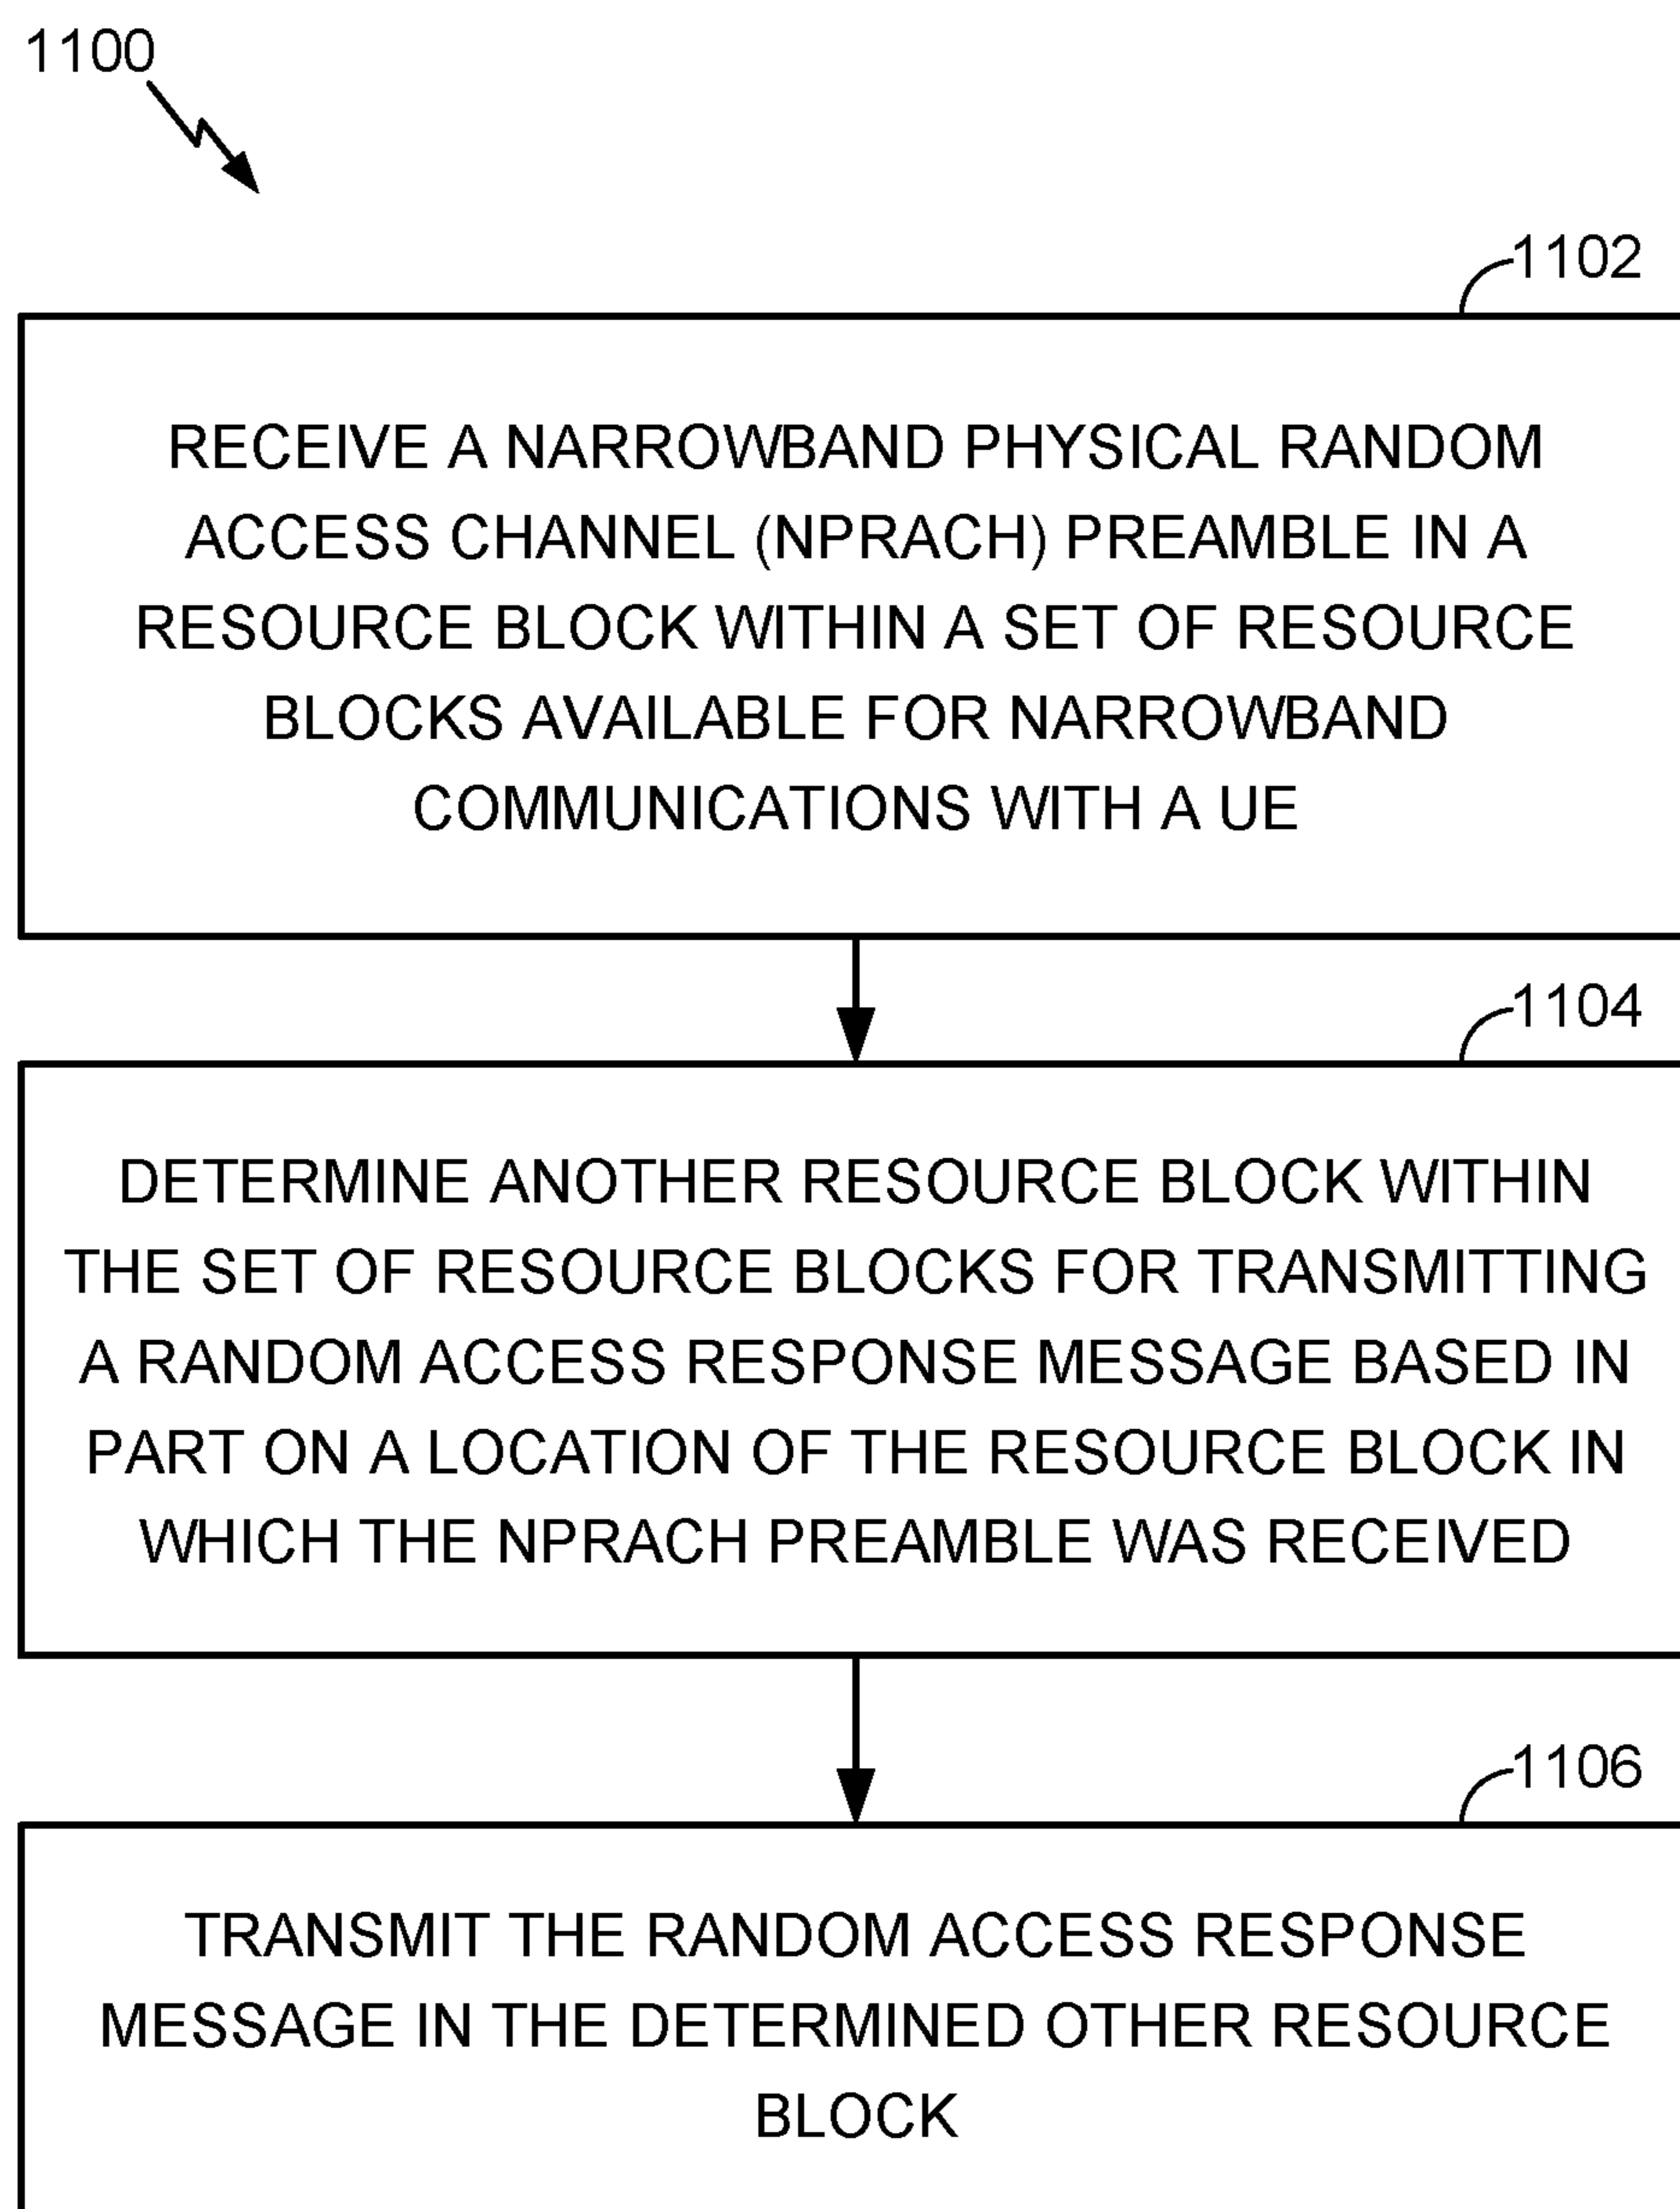 1100
1102
RECEIVE A NARROWBAND PHYSICAL RANDOM
ACCESS CHANNEL (NPRACH) PREAMBLE IN A
RESOURCE BLOCK WITHIN A SET OF RESOURCE
BLOCKS AVAILABLE FOR NARROWBAND
COMMUNICATIONS WITH A UE
1104
DETERMINE ANOTHER RESOURCE BLOCK WITHIN
THE SET OF RESOURCE BLOCKS FOR TRANSMITTING
A RANDOM ACCESS RESPONSE MESSAGE BASED IN
PART ON A LOCATION OF THE RESOURCE BLOCK IN
WHICH THE NPRACH PREAMBLE WAS RECEIVED
1106
TRANSMIT THE RANDOM ACCESS RESPONSE
MESSAGE IN THE DETERMINED OTHER RESOURCE
BLOCK